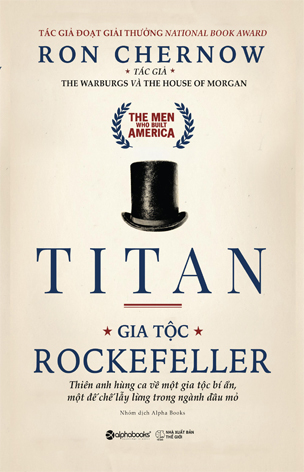 TÁC GIẢ ĐOẠT GIẢI THƯỞNG NATIONAL BOOK AWARD
RON CHERNOW
★ TÁC GIẢ ★
THE WARBURGS VÀ THE HOUSE OF MORGAN
THE MEN
WHO BUILT
AMERICA
TITAN
★ GIA TỘC ★
ROCKEFELLER
Thiên anh hùng ca về một gia tộc bí ẩn,
một đế chế lẫy lừng trong ngành dầu mỏ
Nhóm dịch Alpha Books
alphabooks®
NHÀ XUẤT BẢN
THẾ GIỚI